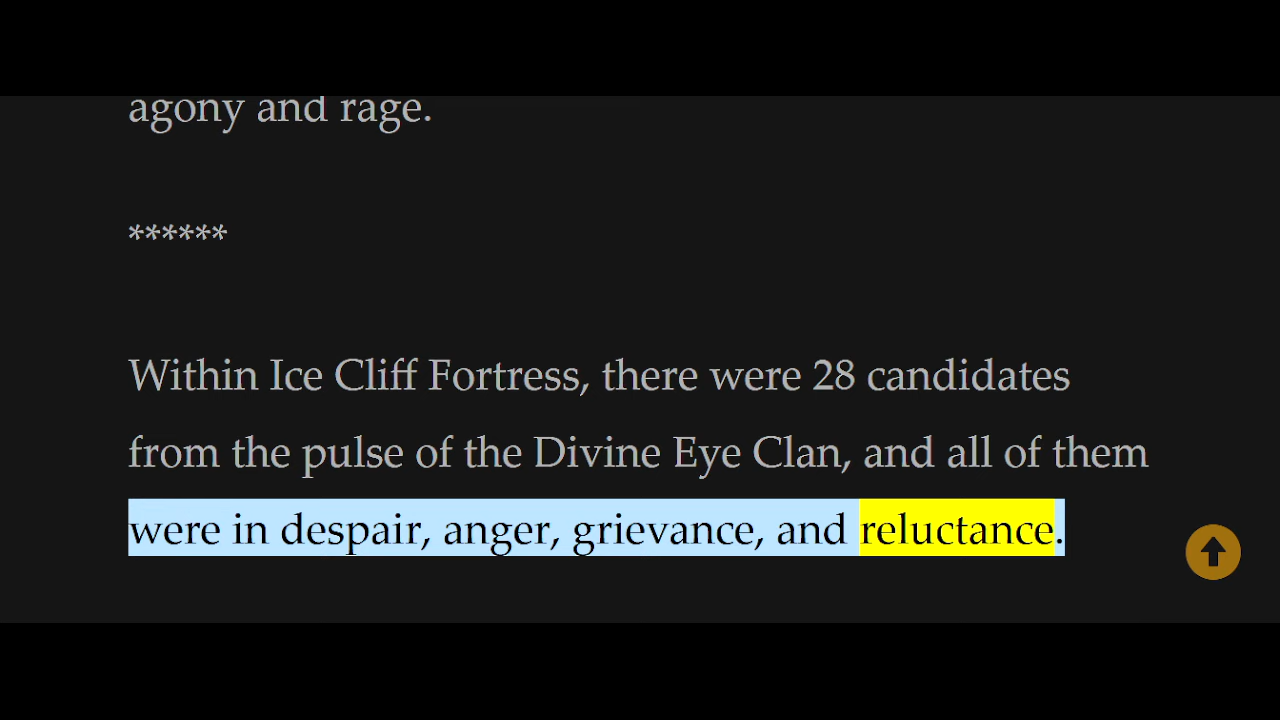 agony and rage.
******
Within Ice Cliff Fortress, there were 28 candidates
from the pulse of the Divine Eye Clan, and all of them
were in despair, anger, grievance, and reluctance.